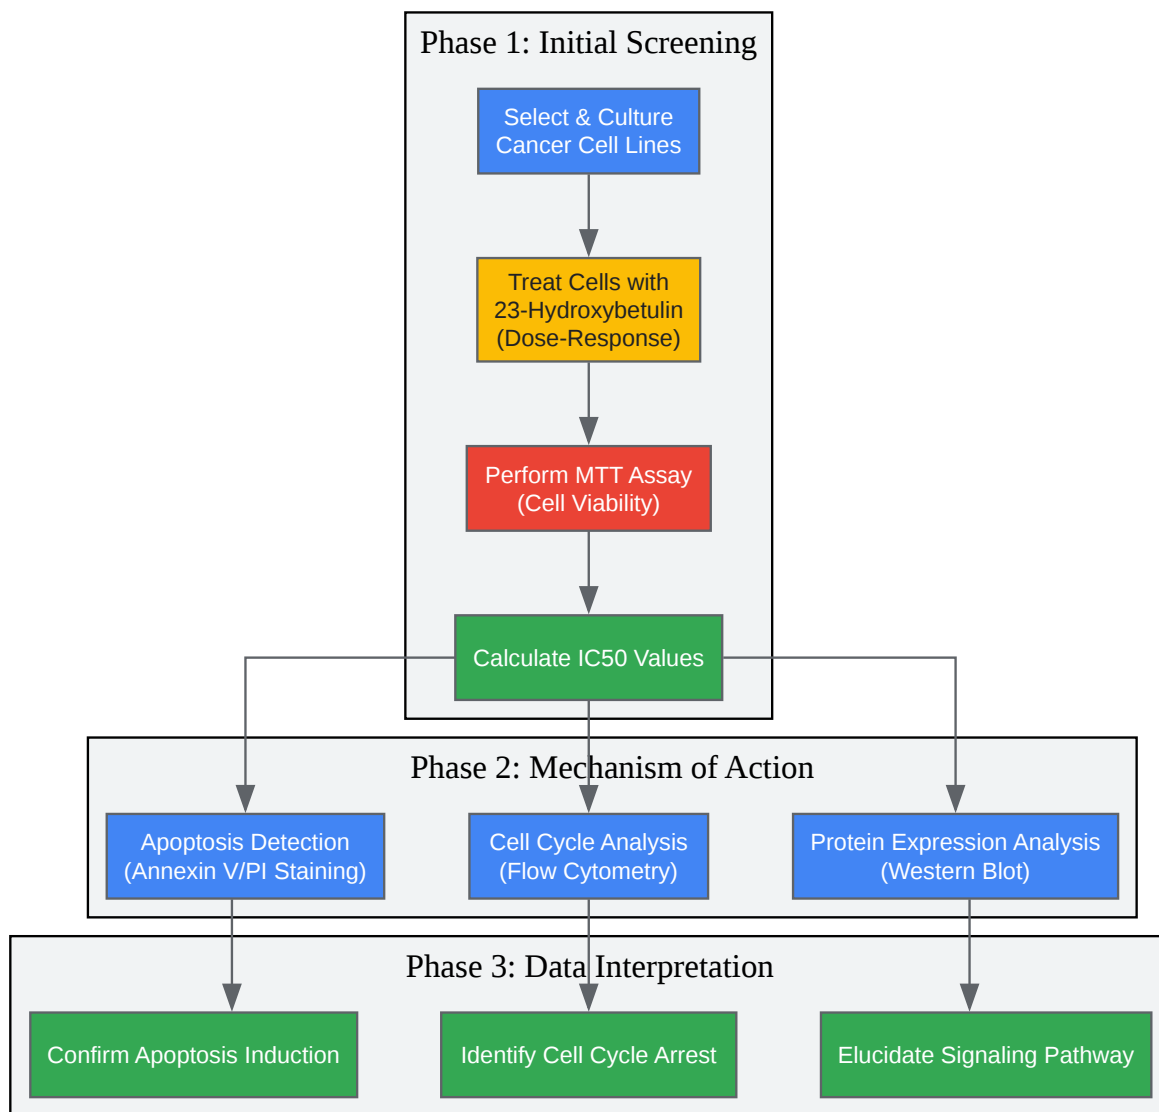 Phase 1: Initial Screening
Select & Culture
Cancer Cell Lines
Treat Cells with
23-Hydroxybetulin
(Dose-Response)
Perform MTT Assay
(Cell Viability)
Calculate IC50 Values
Phase 2: Mechanism of Action
Apoptosis Detection
(Annexin V/PI Staining)
Cell Cycle Analysis
(Flow Cytometry)
Protein Expression Analysis
(Western Blot)
Phase 3: Data Interpretation
Confirm Apoptosis Induction
Identify Cell Cycle Arrest
Elucidate Signaling Pathway